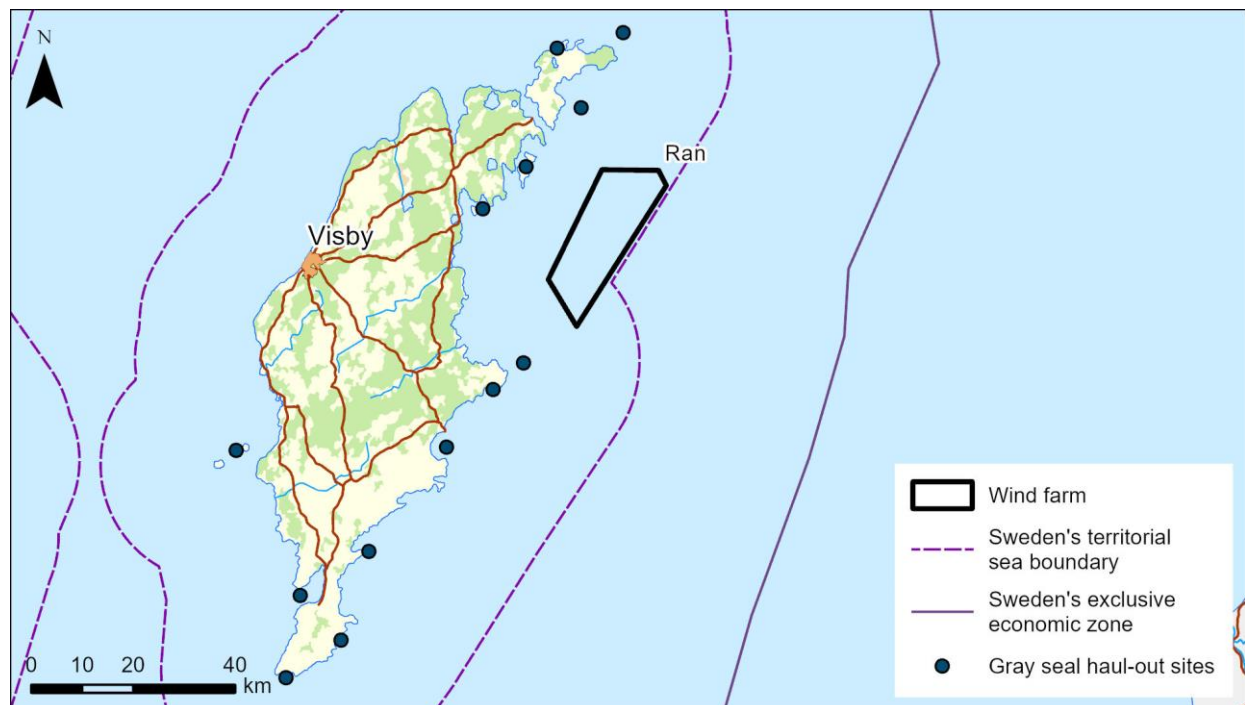 N
Ran
Visby
Wind farm
Sweden's territorial
sea boundary
Sweden's exclusive
economic zone
Gray seal haul-out sites
0 10 20 40
km